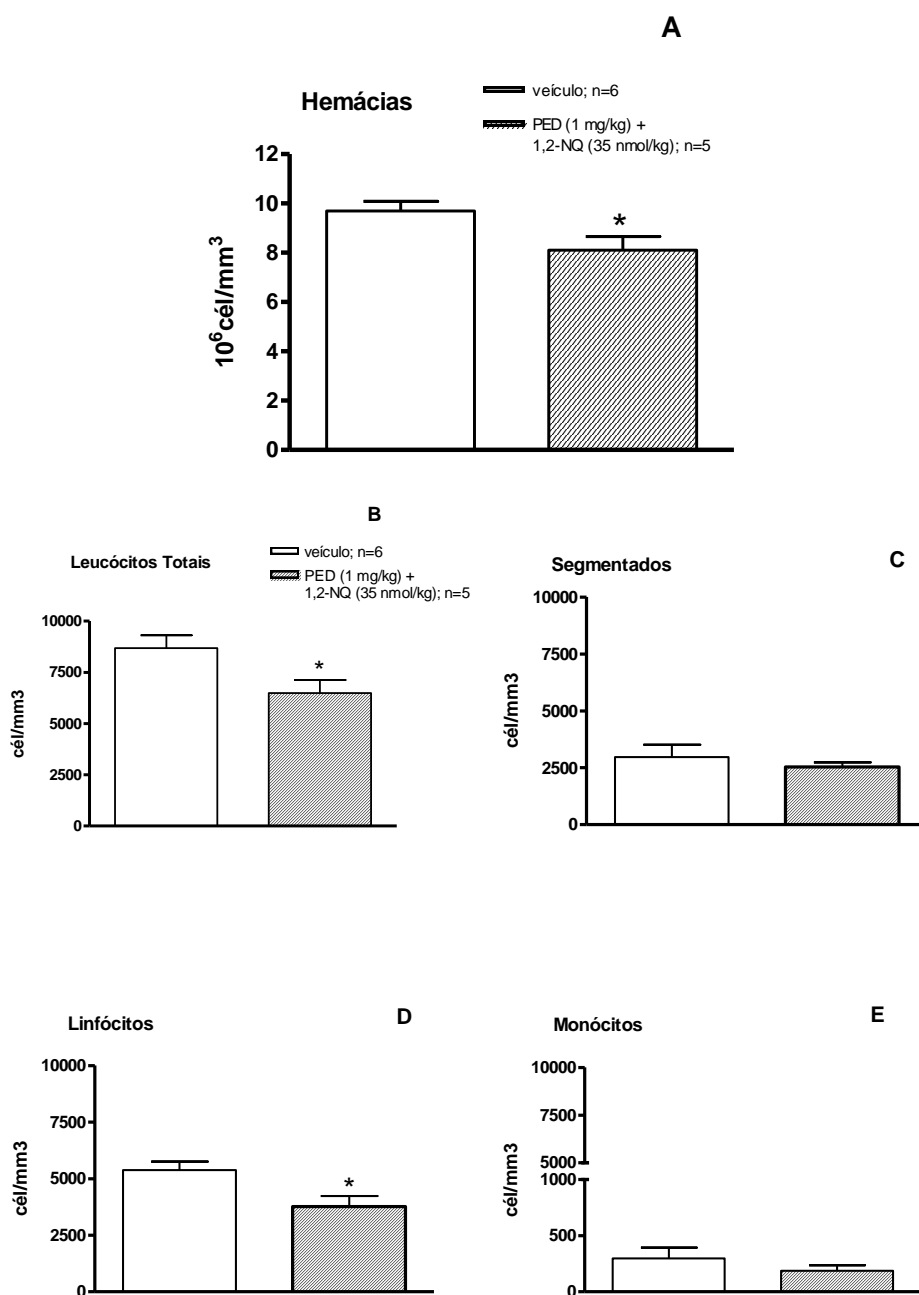 A
Hemácias
veículo; n=6
PED (1 mg/kg) +
1,2-NQ (35 nmol/kg); n=5
12
10
8
6
4
2
0
10⁶cél/mm³
*
B
Leucócitos Totais
veículo; n=6
PED (1 mg/kg) +
1,2-NQ (35 nmol/kg); n=5
10000
7500
5000
2500
0
cél/mm3
*
Segmentados
C
10000
7500
5000
2500
0
cél/mm3
Linfócitos
D
10000
7500
5000
2500
0
cél/mm3
*
Monócitos
E
10000
7500
5000
1000
500
0
cél/mm3